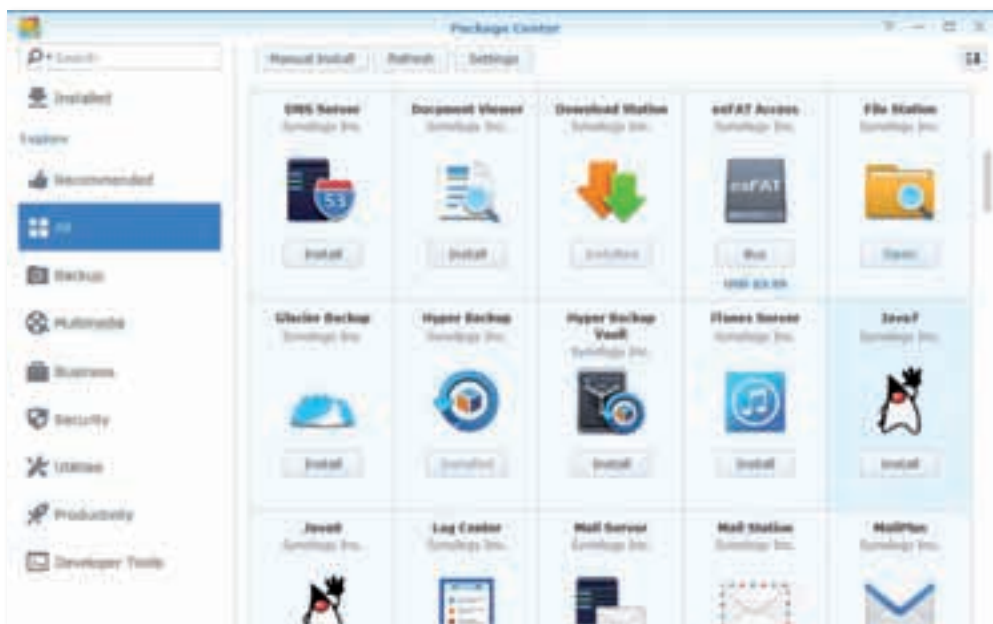 Package Center
Search
Manual Install
Refresh
Settings
Installed
Explore
Recommended
All
Backup
Multimedia
Business
Security
Utilities
Productivity
Developer Tools
DNS Server
Synology Inc.
53
Install
Document Viewer
Synology Inc.
Install
Download Station
Synology Inc.
Installed
exFAT Access
Synology Inc.
exFAT
Buy
File Station
Synology Inc.
Open
Glacier Backup
Synology Inc.
Install
Hyper Backup
Synology Inc.
Installed
Hyper Backup
Vault
Synology Inc.
Install
iTunes Server
Synology Inc.
Install
Java7
Synology Inc.
Install
Java8
Synology Inc.
Log Center
Synology Inc.
Mail Server
Synology Inc.
Mail Station
Synology Inc.
MailPlus
Synology Inc.